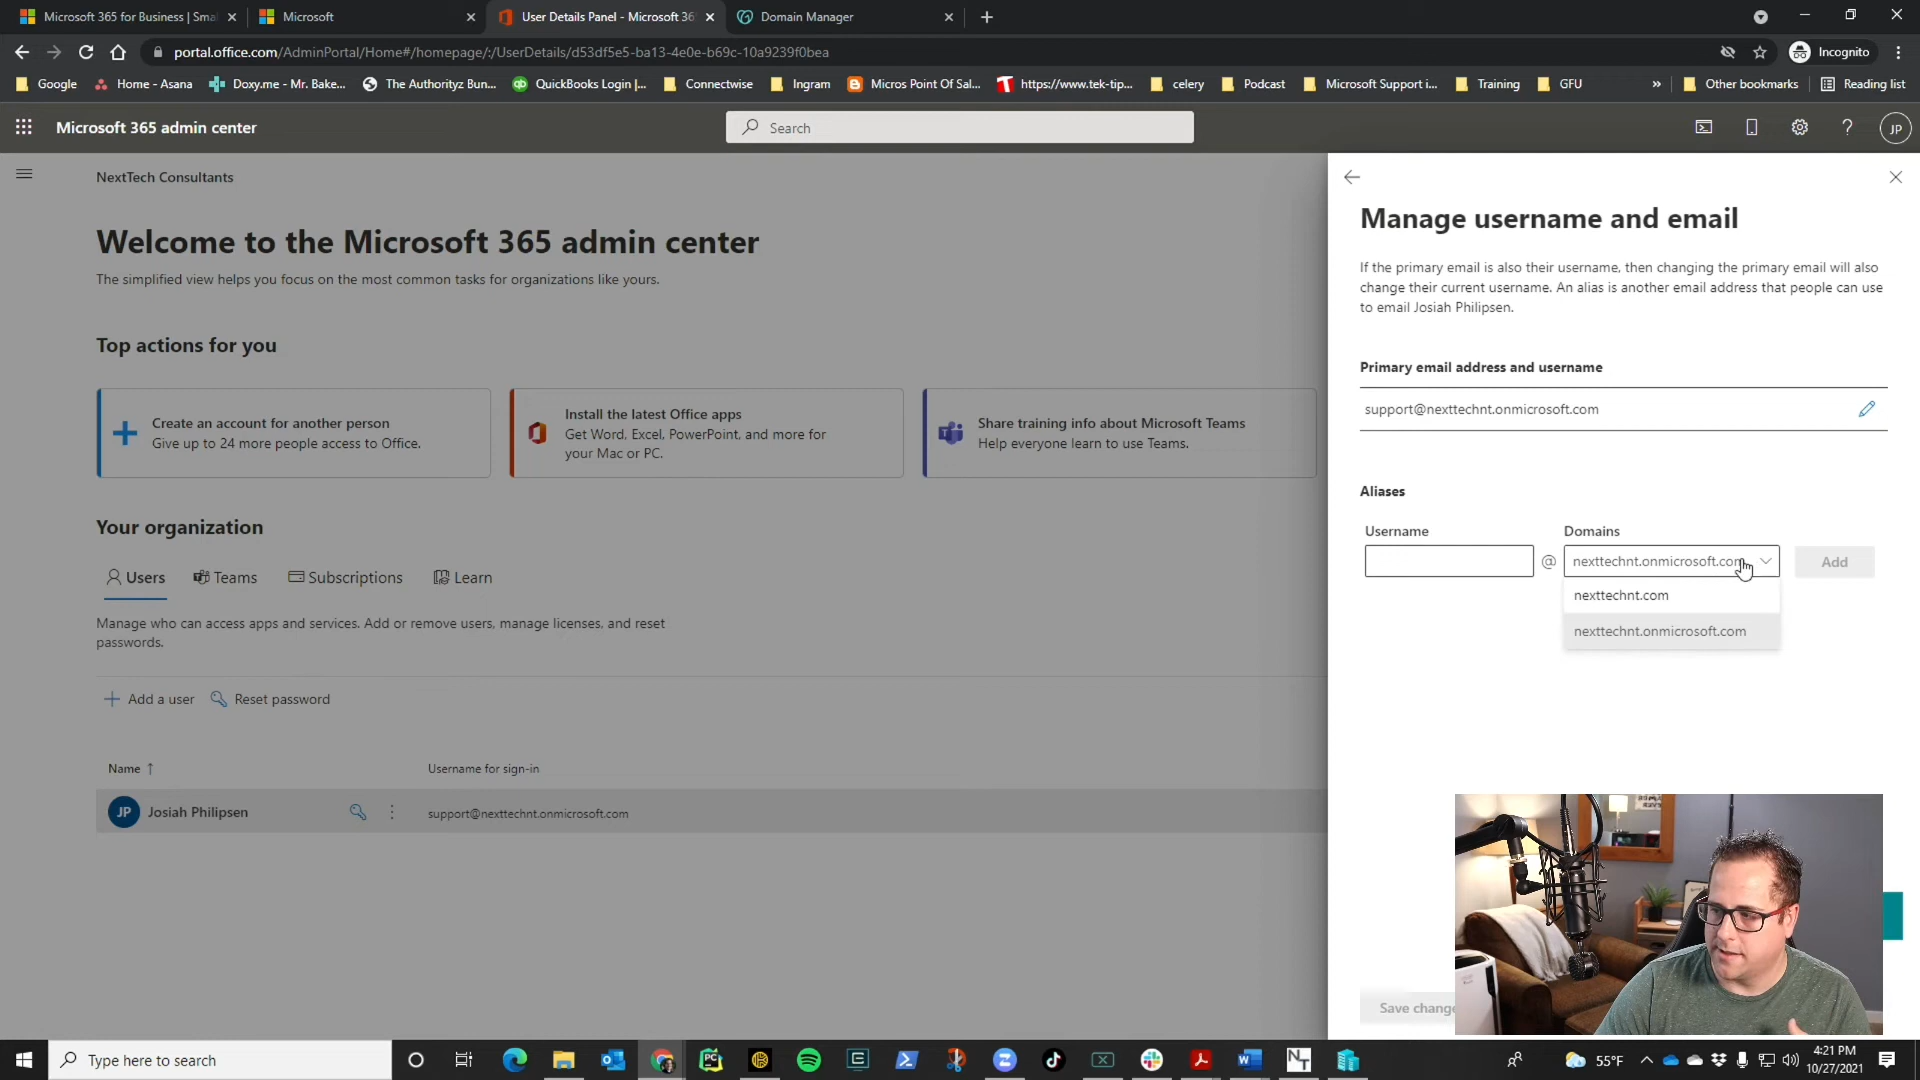 Microsoft 365 for Business | Sma
Microsoft
User Details Panel - Microsoft 36
Domain Manager
portal.office.com/AdminPortal/Home#/homepage/:/UserDetails/d53df5e5-ba13-4e0e-b69c-10a9239f0bea
Incognito
Google
Home - Asana
Doxy.me - Mr. Bake...
The Authorityz Bun...
QuickBooks Login |...
Connectwise
Ingram
Micros Point Of Sal...
https://www.tek-tip...
celery
Podcast
Microsoft Support i...
Training
GFU
»
Other bookmarks
Reading list
Microsoft 365 admin center
Search
?
JP
NextTech Consultants
Welcome to the Microsoft 365 admin center
The simplified view helps you focus on the most common tasks for organizations like yours.
Top actions for you
Create an account for another person
Give up to 24 more people access to Office.
Install the latest Office apps
Get Word, Excel, PowerPoint, and more for
your Mac or PC.
Share training info about Microsoft Teams
Help everyone learn to use Teams.
Your organization
Users
Teams
Subscriptions
Learn
Manage who can access apps and services. Add or remove users, manage licenses, and reset
passwords.
Add a user
Reset password
Name ↑
Username for sign-in
JP
Josiah Philipsen
support@nexttechnt.onmicrosoft.com
Manage username and email
If the primary email is also their username, then changing the primary email will also
change their current username. An alias is another email address that people can use
to email Josiah Philipsen.
Primary email address and username
support@nexttechnt.onmicrosoft.com
Aliases
Username
Domains
@
nexttechnt.onmicrosoft.com
Add
nexttechnt.com
nexttechnt.onmicrosoft.com
Save change
Type here to search
55°F
4:21 PM
10/27/2021